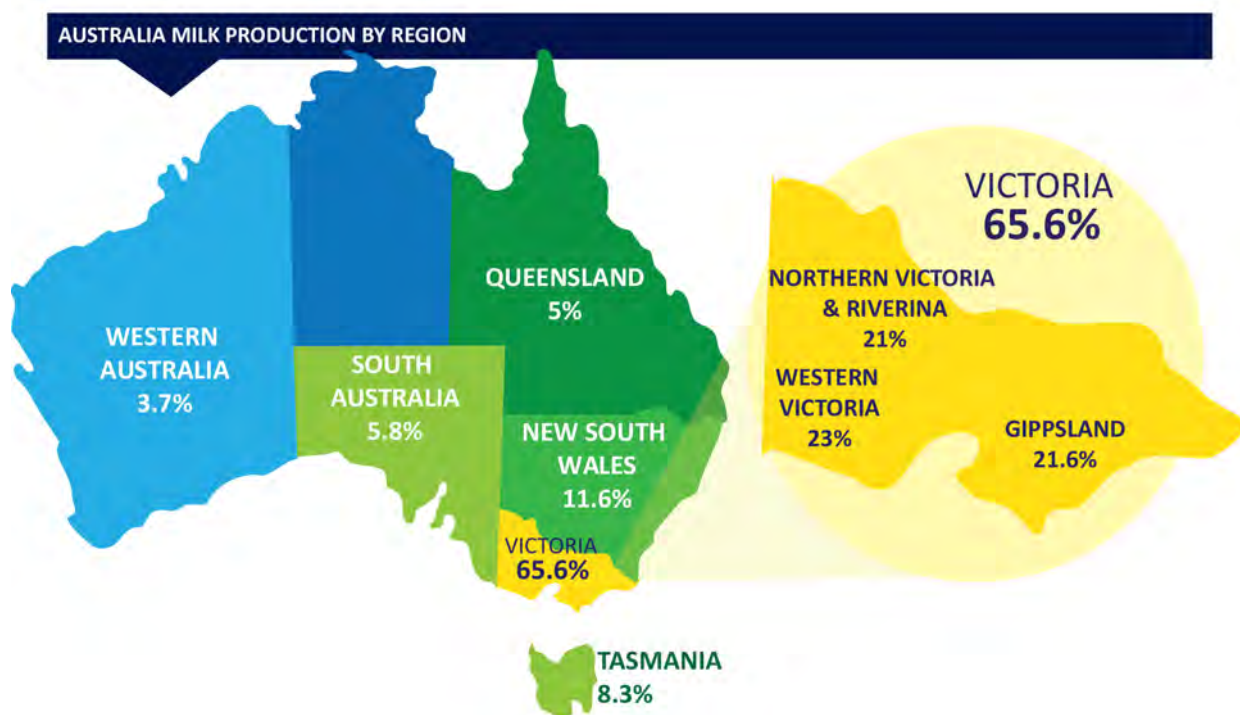 AUSTRALIA MILK PRODUCTION BY REGION
WESTERN
AUSTRALIA
3.7%
SOUTH
AUSTRALIA
5.8%
QUEENSLAND
5%
NEW SOUTH
WALES
11.6%
VICTORIA
65.6%
TASMANIA
8.3%
VICTORIA
65.6%
NORTHERN VICTORIA
& RIVERINA
21%
WESTERN
VICTORIA
23%
GIPPSLAND
21.6%